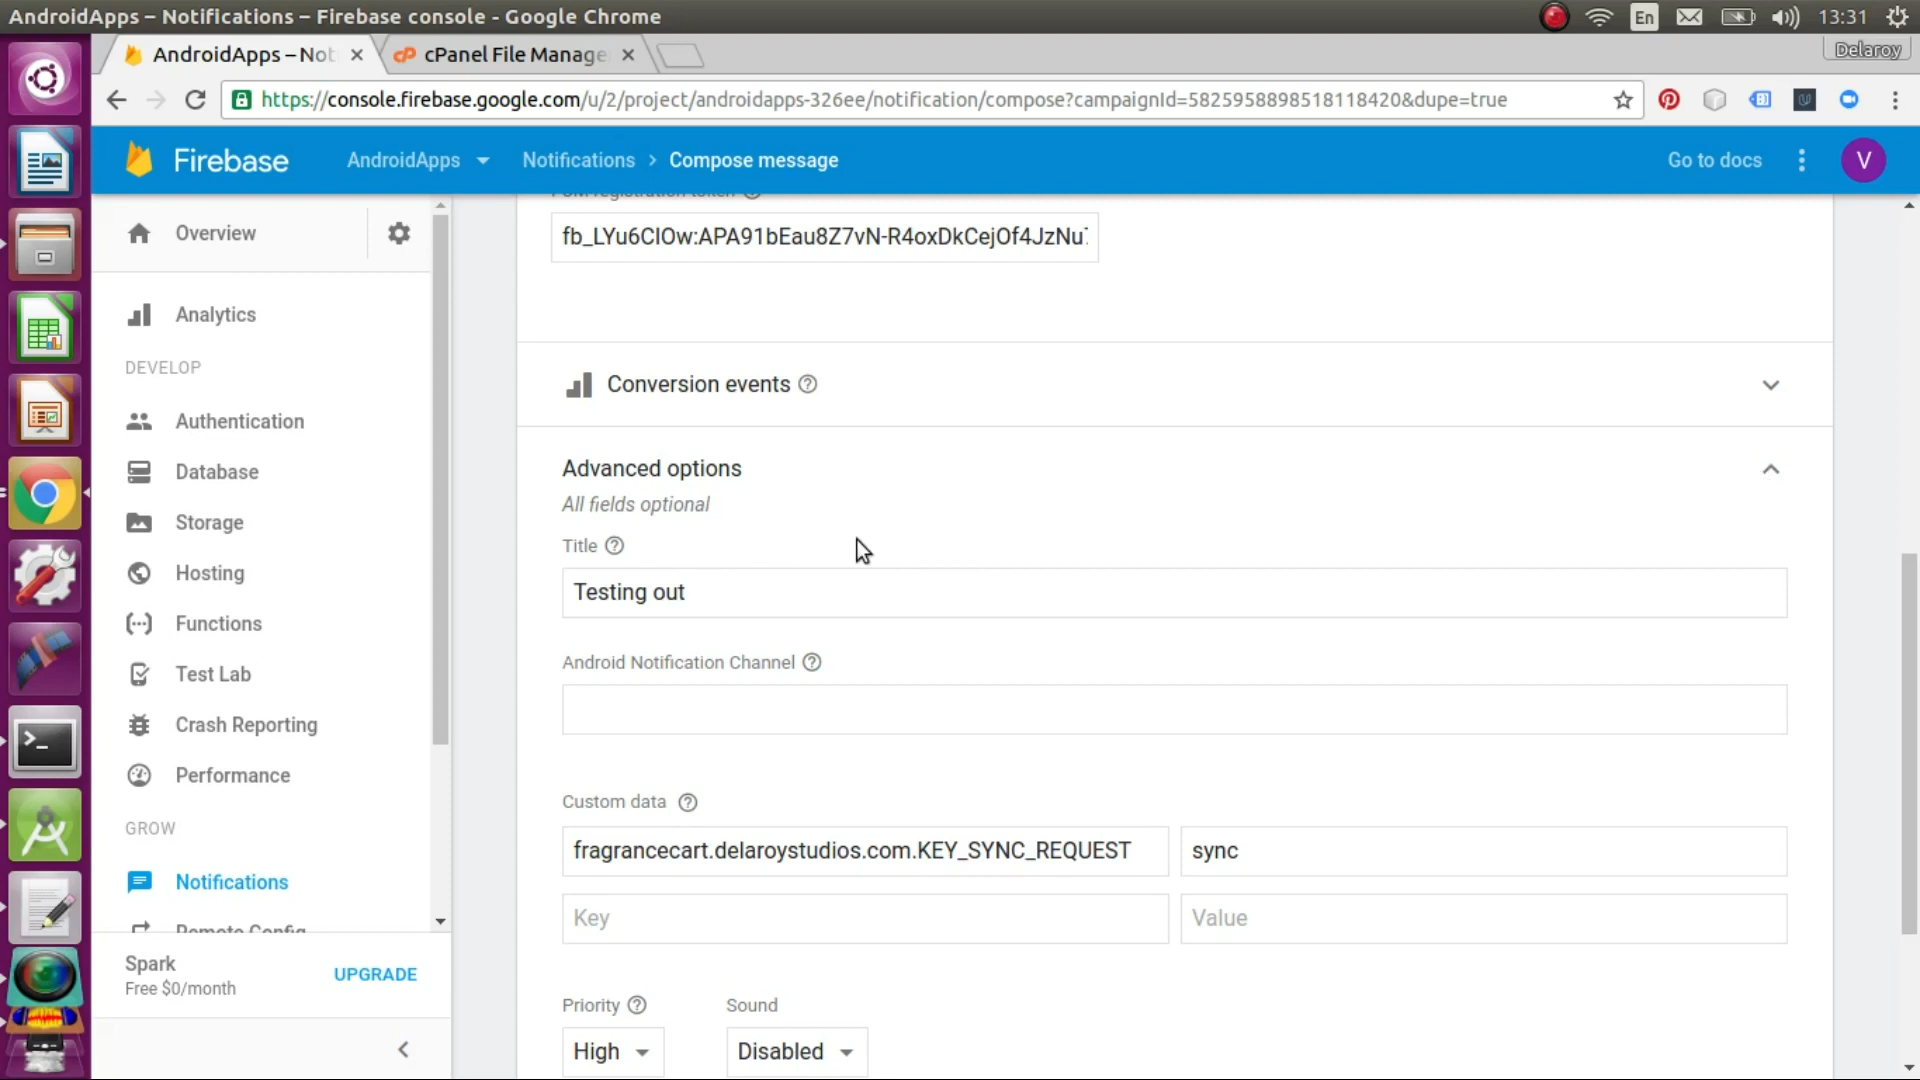 AndroidApps – Notifications – Firebase console - Google Chrome
En
13:31
AndroidApps – Not
cPanel File Manage
Delaroy
https://console.firebase.google.com/u/2/project/androidapps-326ee/notification/compose?campaignId=5825958898518118420&dupe=true
Firebase
AndroidApps
Notifications > Compose message
Go to docs
V
Overview
Analytics
DEVELOP
Authentication
Database
Storage
Hosting
Functions
Test Lab
Crash Reporting
Performance
GROW
Notifications
Remote Config
Spark
Free $0/month
UPGRADE
registration token
fb_LYu6CIOw:APA91bEau8Z7vN-R4oxDkCejOf4JzNu
Conversion events
Advanced options
All fields optional
Title
Testing out
Android Notification Channel
Custom data
fragrancecart.delaroystudios.com.KEY_SYNC_REQUEST
sync
Key
Value
Priority
Sound
High
Disabled